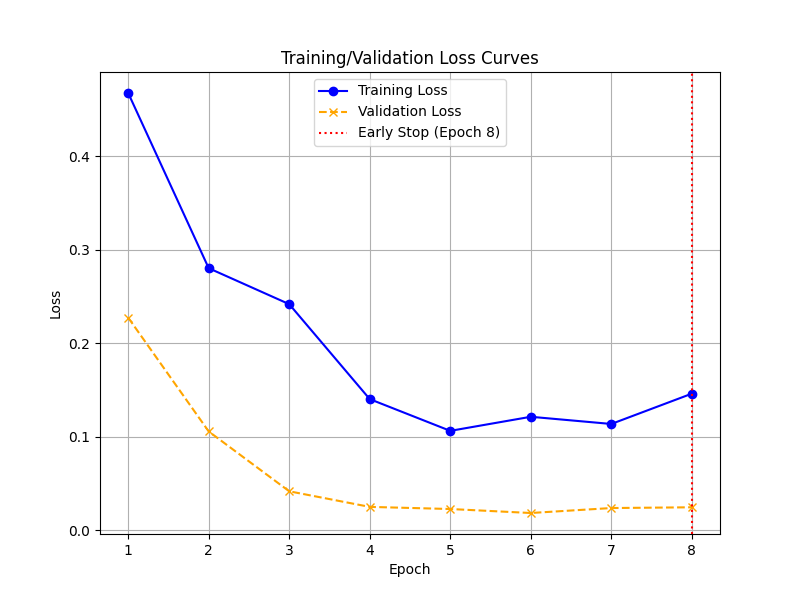 Training/Validation Loss Curves
Training Loss
Validation Loss
Early Stop (Epoch 8)
Loss
0.4
0.3
0.2
0.1
0.0
1 2 3 4 5 6 7 8
Epoch